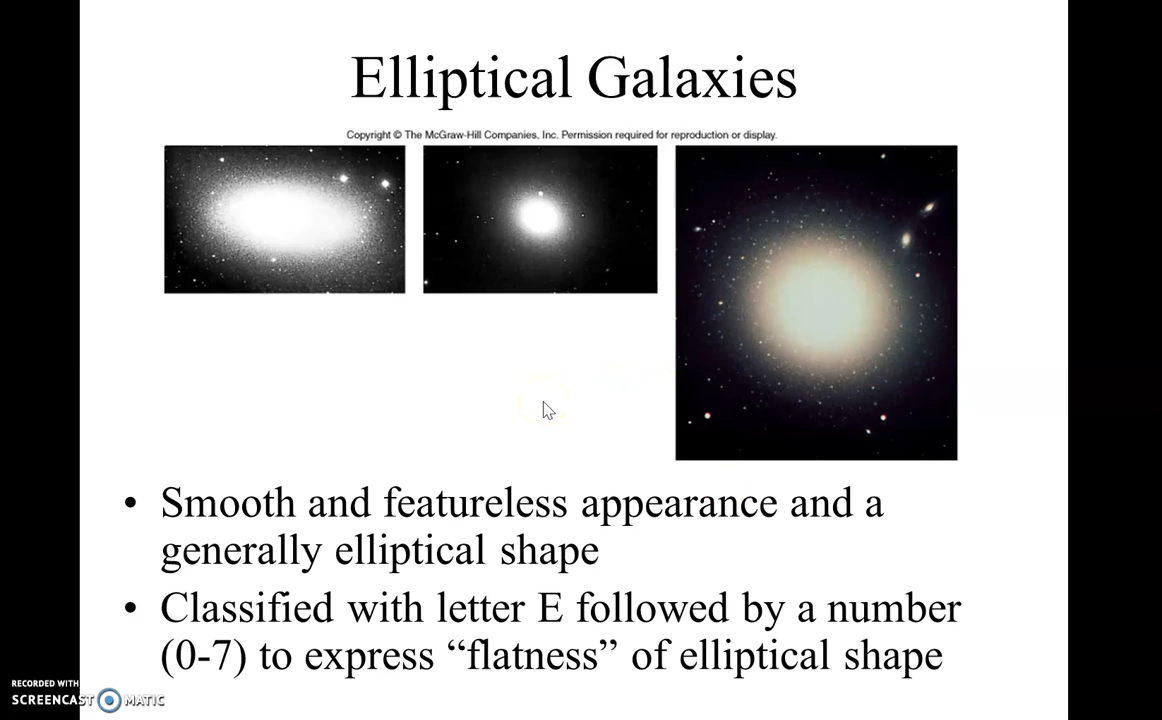 Elliptical Galaxies
Copyright © The McGraw-Hill Companies, Inc. Permission required for reproduction or display.
• Smooth and featureless appearance and a
generally elliptical shape
• Classified with letter E followed by a number
(0-7) to express “flatness” of elliptical shape
RECORDED WITH
SCREENCAST MATIC